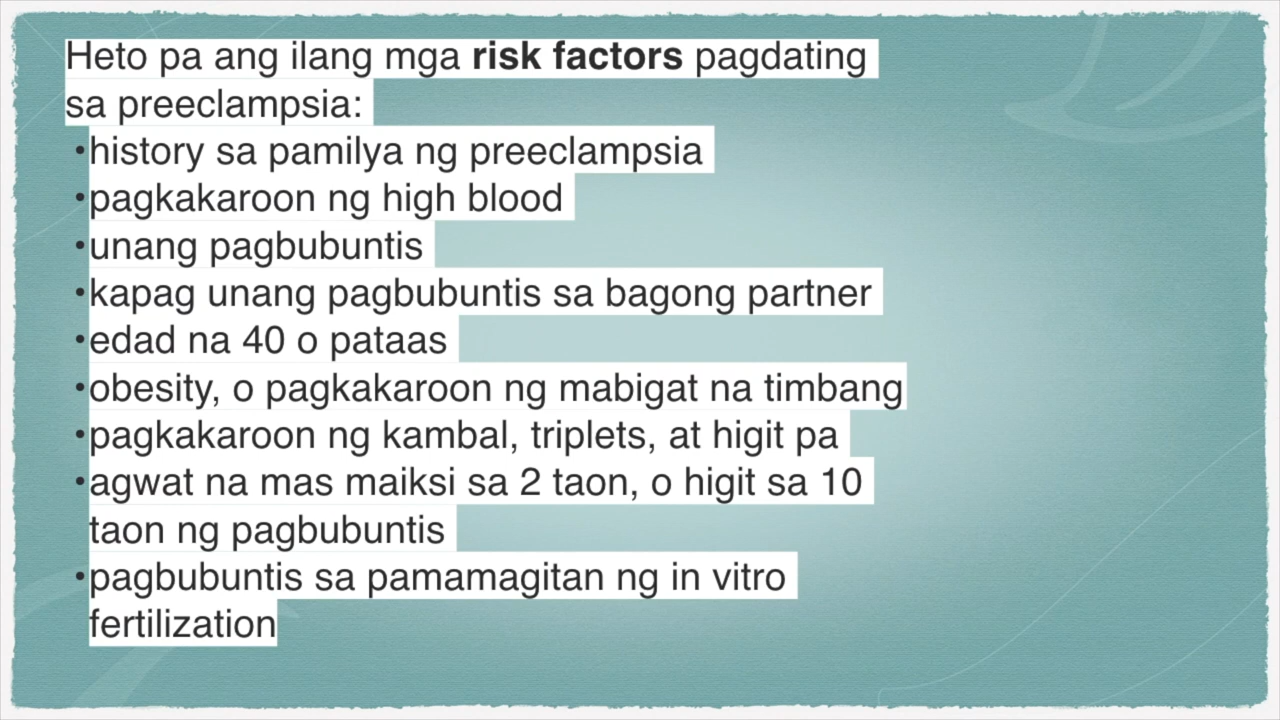 Heto pa ang ilang mga risk factors pagdating
sa preeclampsia:
•history sa pamilya ng preeclampsia
•pagkakaroon ng high blood
•unang pagbubuntis
•kapag unang pagbubuntis sa bagong partner
•edad na 40 o pataas
•obesity, o pagkakaroon ng mabigat na timbang
•pagkakaroon ng kambal, triplets, at higit pa
•agwat na mas maiksi sa 2 taon, o higit sa 10
taon ng pagbubuntis
•pagbubuntis sa pamamagitan ng in vitro
fertilization